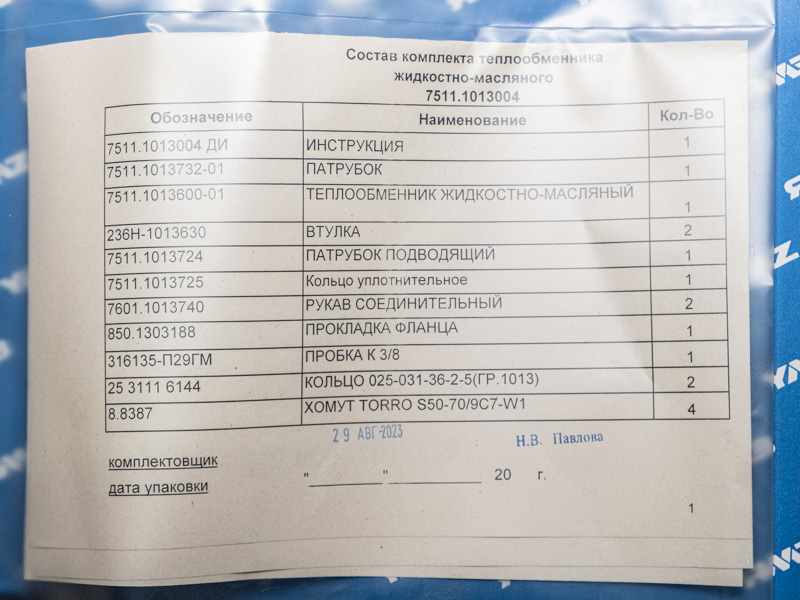 Состав комплекта теплообменника
жидкостно-масляного
7511.1013004
Обозначение Наименование Кол-Во
7511.1013004 ДИ ИНСТРУКЦИЯ 1
7511.1013732-01 ПАТРУБОК 1
7511.1013600-01 ТЕПЛООБМЕННИК ЖИДКОСТНО-МАСЛЯНЫЙ 1
236Н-1013630 ВТУЛКА 2
7511.1013724 ПАТРУБОК ПОДВОДЯЩИЙ 1
7511.1013725 Кольцо уплотнительное 1
7601.1013740 РУКАВ СОЕДИНИТЕЛЬНЫЙ 2
850.1303188 ПРОКЛАДКА ФЛАНЦА 1
316135-П29ГМ ПРОБКА К 3/8 1
25 3111 6144 КОЛЬЦО 025-031-36-2-5(ГР.1013) 2
8.8387 ХОМУТ TORRO S50-70/9C7-W1 4
29 АВГ 2023 Н.В. Павлова
комплектовщик
дата упаковки "________"___________ 20 г.
1